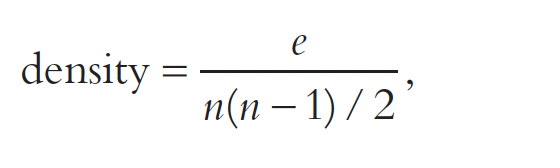 density = e / n(n – 1) / 2,